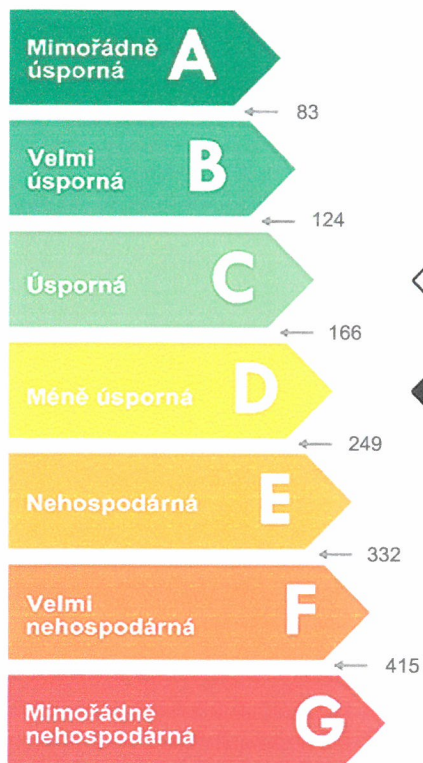 Mimořádně
úsporná
A
83
Velmi
úsporná
B
124
Úsporná
C
166
Méně úsporná
D
249
Nehospodárná
E
332
Velmi
nehospodárná
F
415
Mimořádně
nehospodárná
G